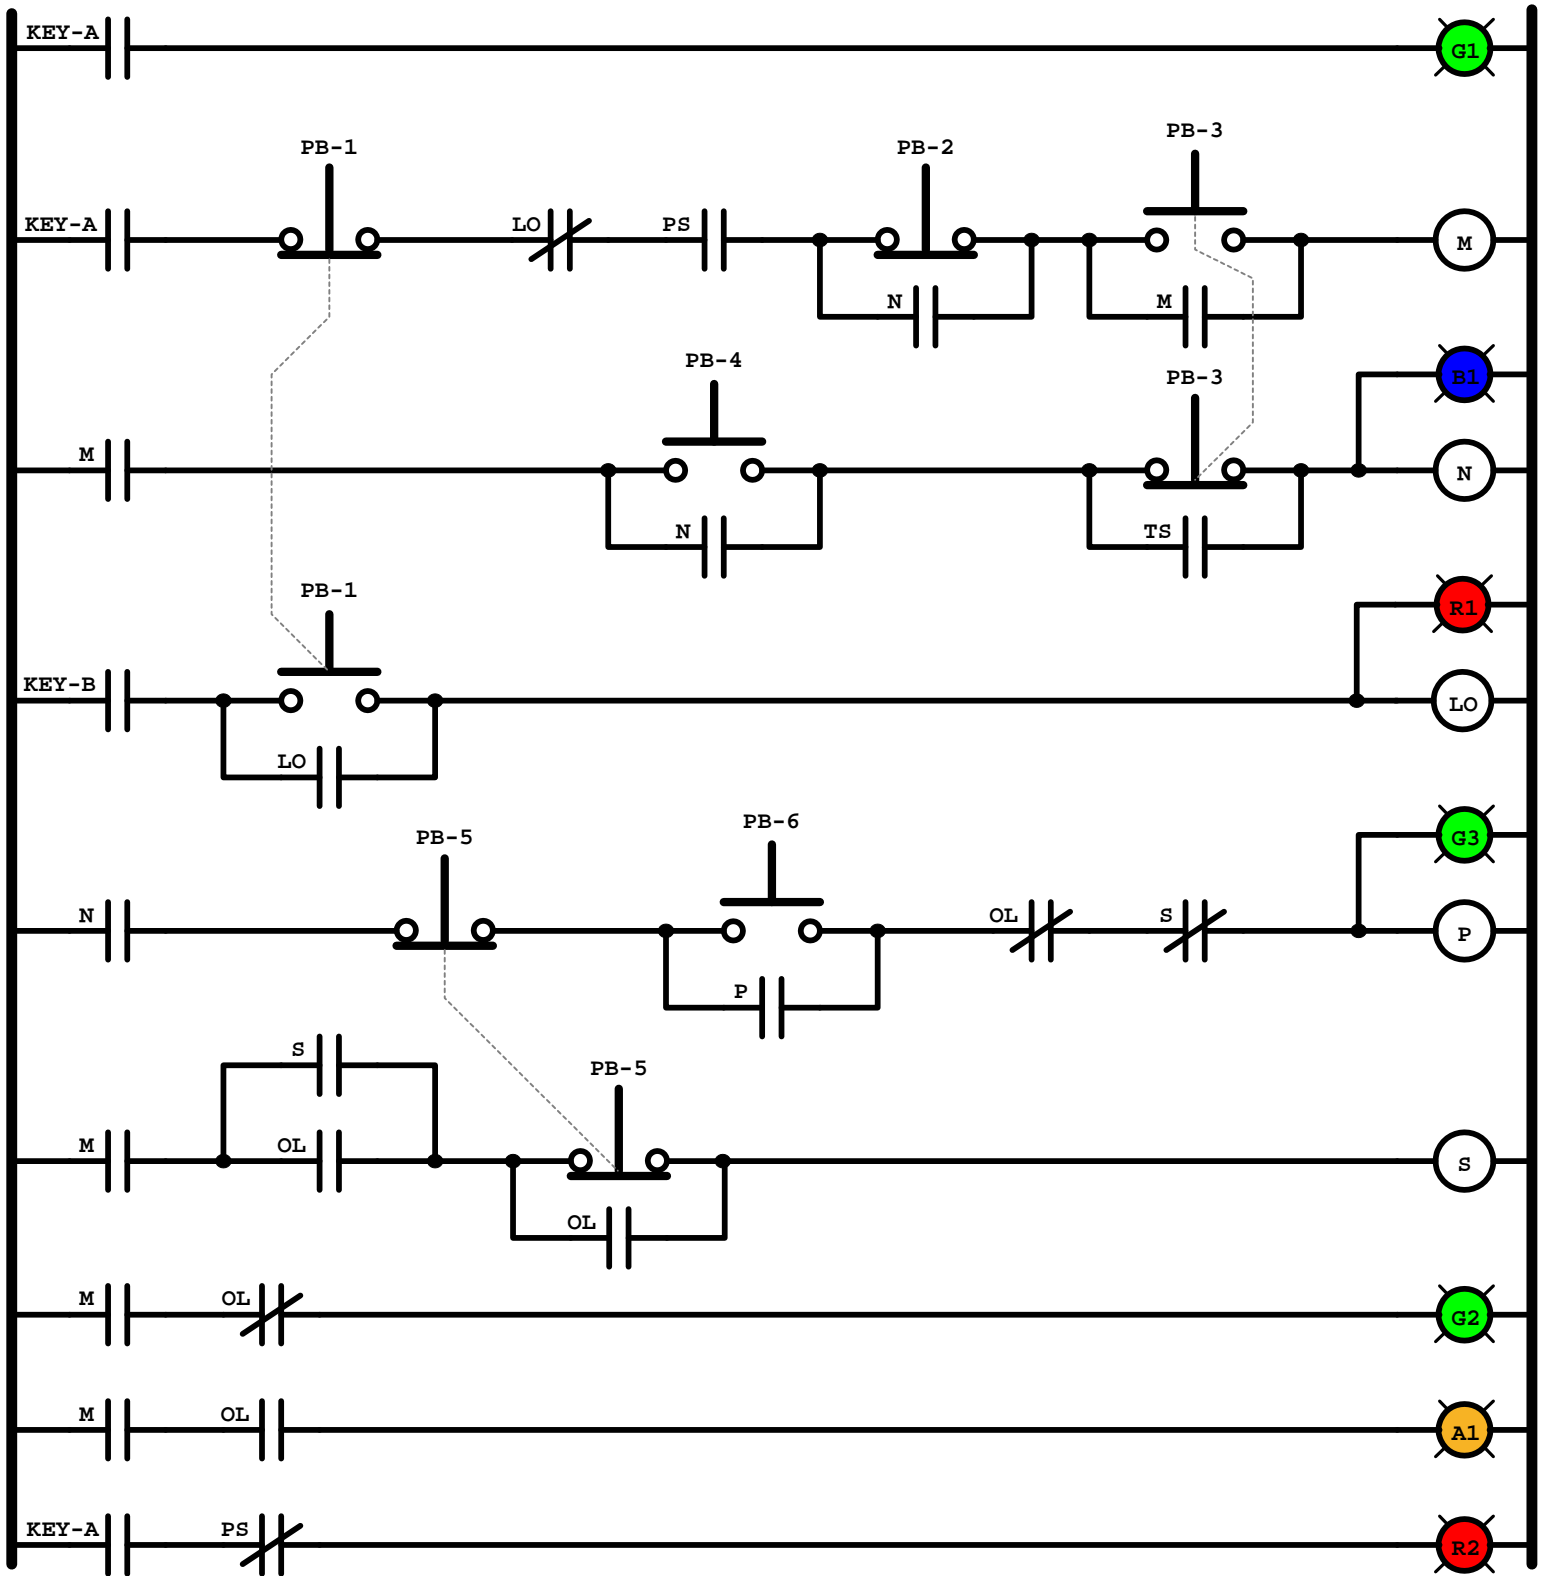 KEY-A G1
PB-1 PB-2 PB-3
KEY-A LO PS M
N M
PB-4 PB-3 B1
M N
N TS
PB-1 R1
KEY-B LO
LO
PB-5 PB-6 G3
N OL S P
P
S PB-5
M OL S
OL
M OL G2
M OL A1
KEY-A PS R2